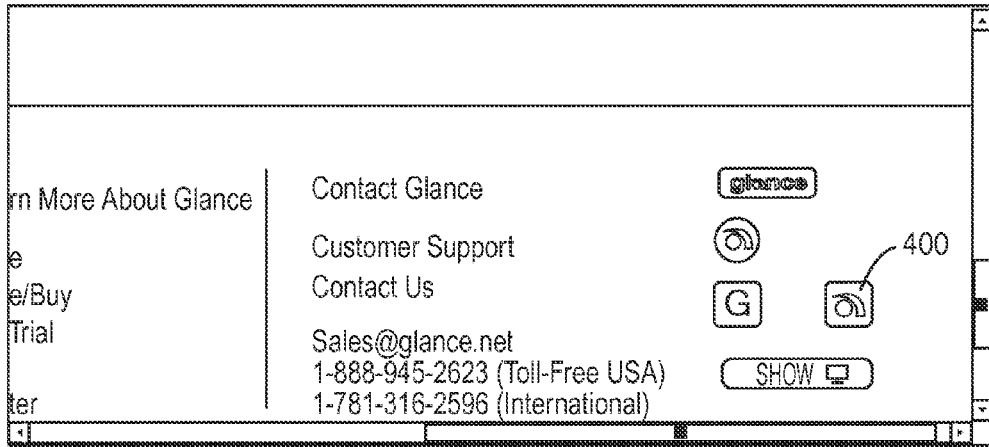 rn More About Glance
e
e/Buy
Trial
ter
Contact Glance
Customer Support
Contact Us
Sales@glance.net
1-888-945-2623 (Toll-Free USA)
1-781-316-2596 (International)
glance
400
G
SHOW